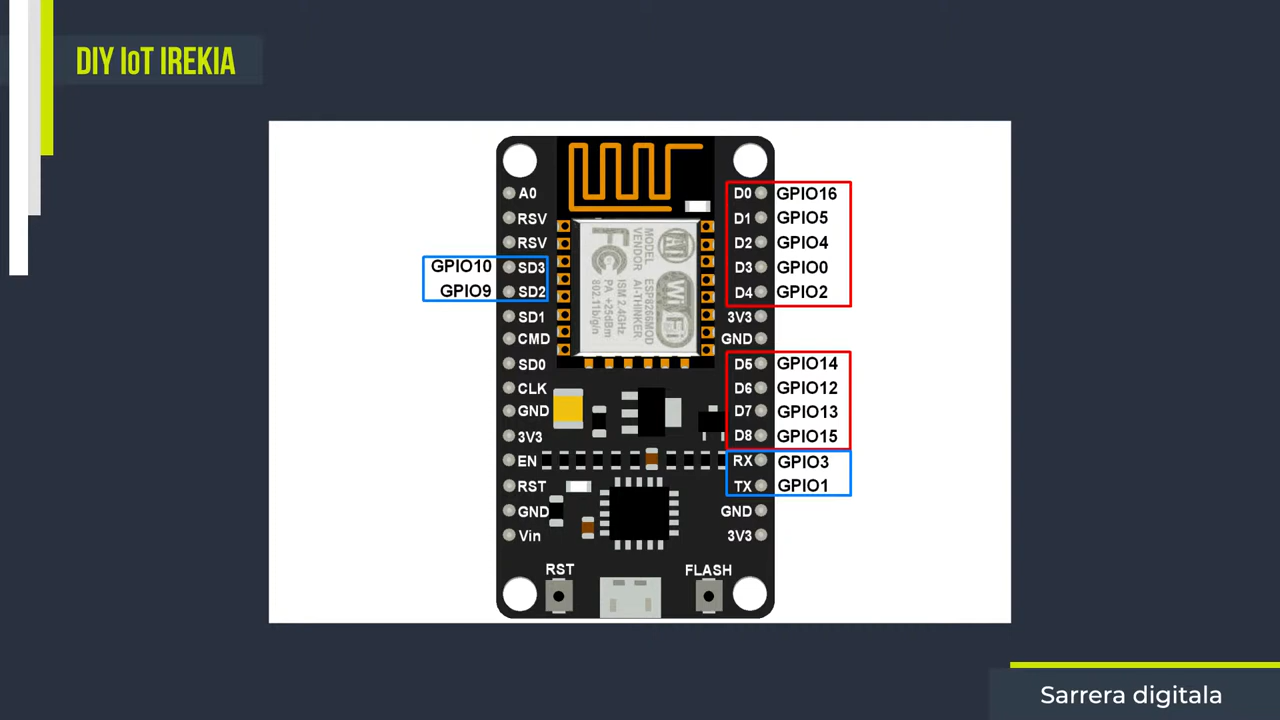 DIY IoT IREKIA
A0
RSV
RSV
GPIO10 SD3
GPIO9 SD2
SD1
CMD
SD0
CLK
GND
3V3
EN
RST
GND
Vin
MODEL ESP8266MOD
VENDOR AI-THINKER
ISM 2.4GHz
PA +25dBm
802.11b/g/n
FC
AI
WiFi
D0 GPIO16
D1 GPIO5
D2 GPIO4
D3 GPIO0
D4 GPIO2
3V3
GND
D5 GPIO14
D6 GPIO12
D7 GPIO13
D8 GPIO15
RX GPIO3
TX GPIO1
GND
3V3
RST
FLASH
Sarrera digitala